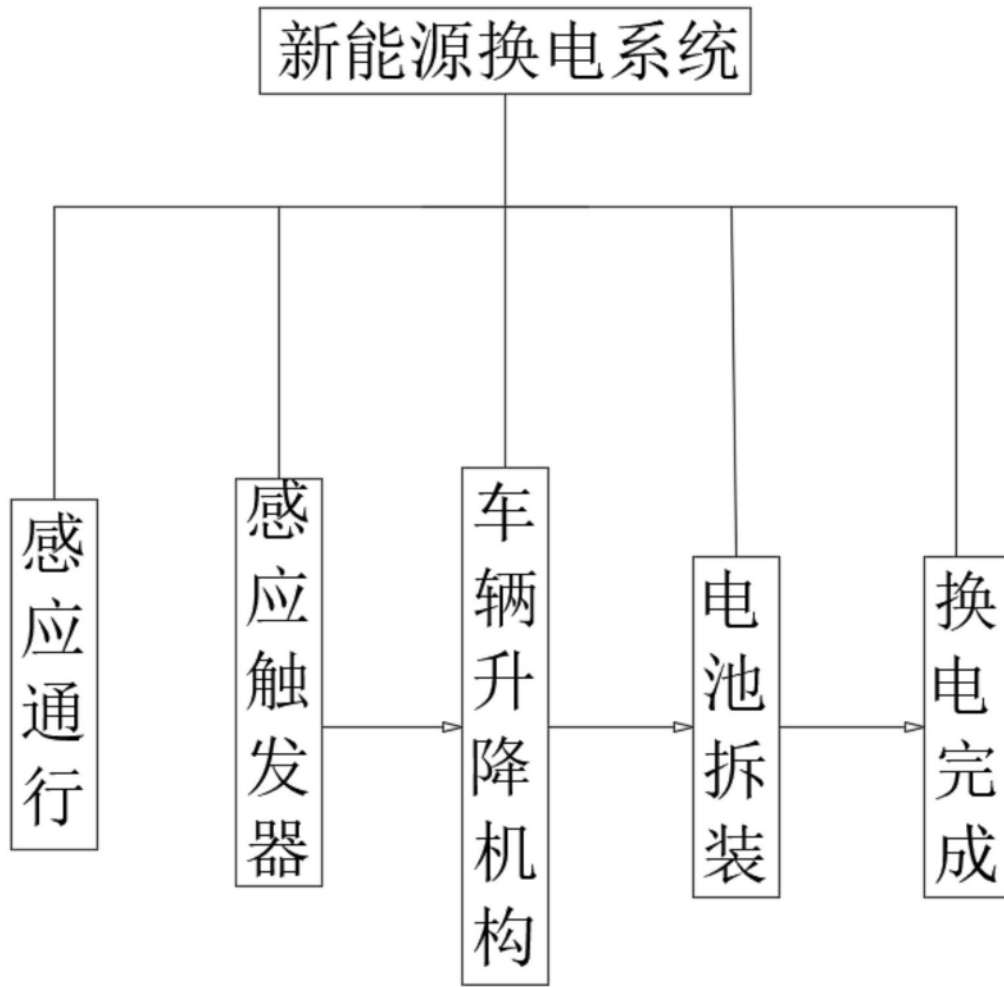 新能源换电系统
感应通行
感应触发器
车辆升降机构
电池拆装
换电完成